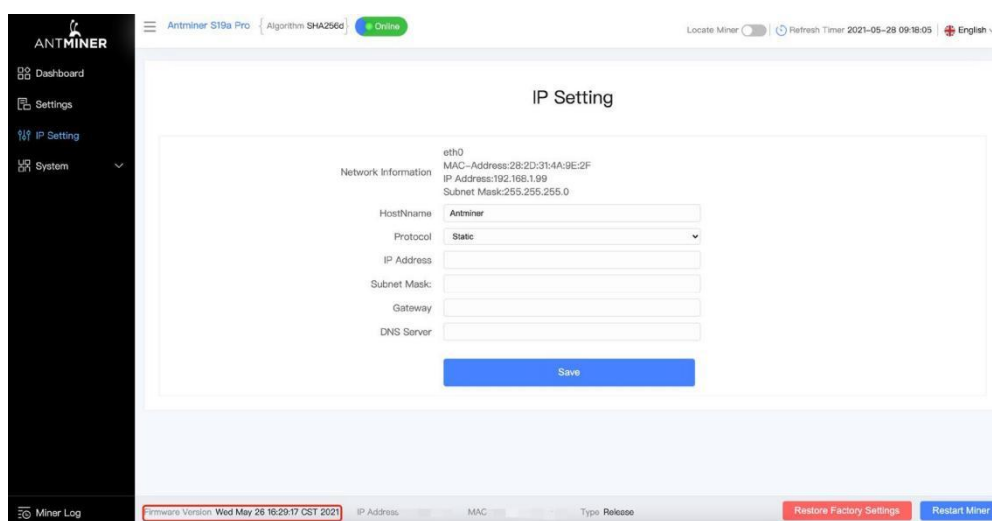 ANTMINER
Antminer S19a Pro { Algorithm SHA256d } Online
Locate Miner Refresh Timer 2021-05-28 09:18:05 English
Dashboard
Settings
IP Setting
System
IP Setting
Network Information
eth0
MAC-Address:28:2D:31:4A:9E:2F
IP Address:192.168.1.99
Subnet Mask:255.255.255.0
HostNname Antminer
Protocol Static
IP Address
Subnet Mask:
Gateway
DNS Server
Save
Miner Log
Firmware Version Wed May 26 16:29:17 CST 2021 IP Address MAC Type Release Restore Factory Settings Restart Miner